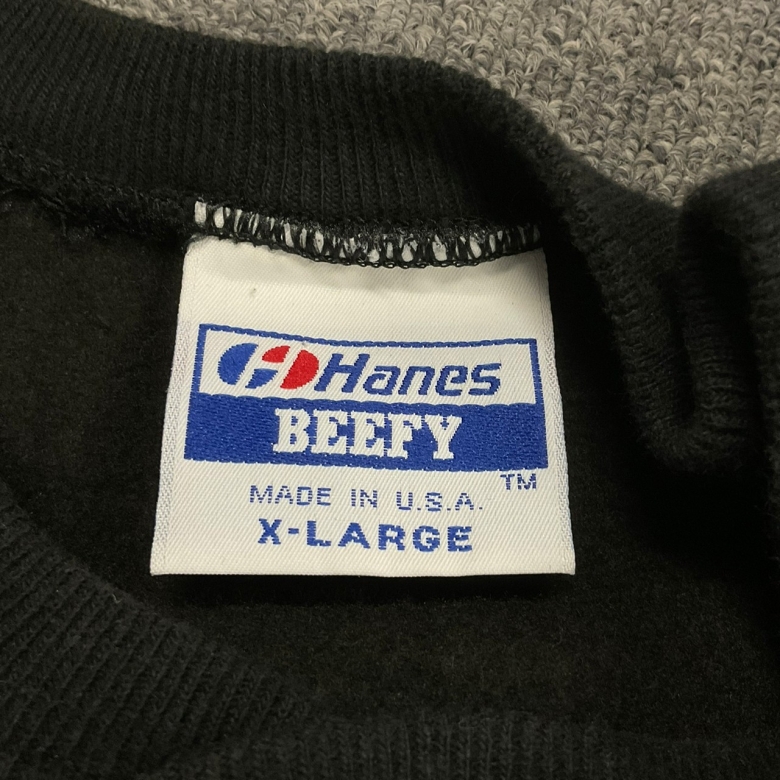 Hanes
BEEFY
TM
MADE IN U.S.A.
X-LARGE